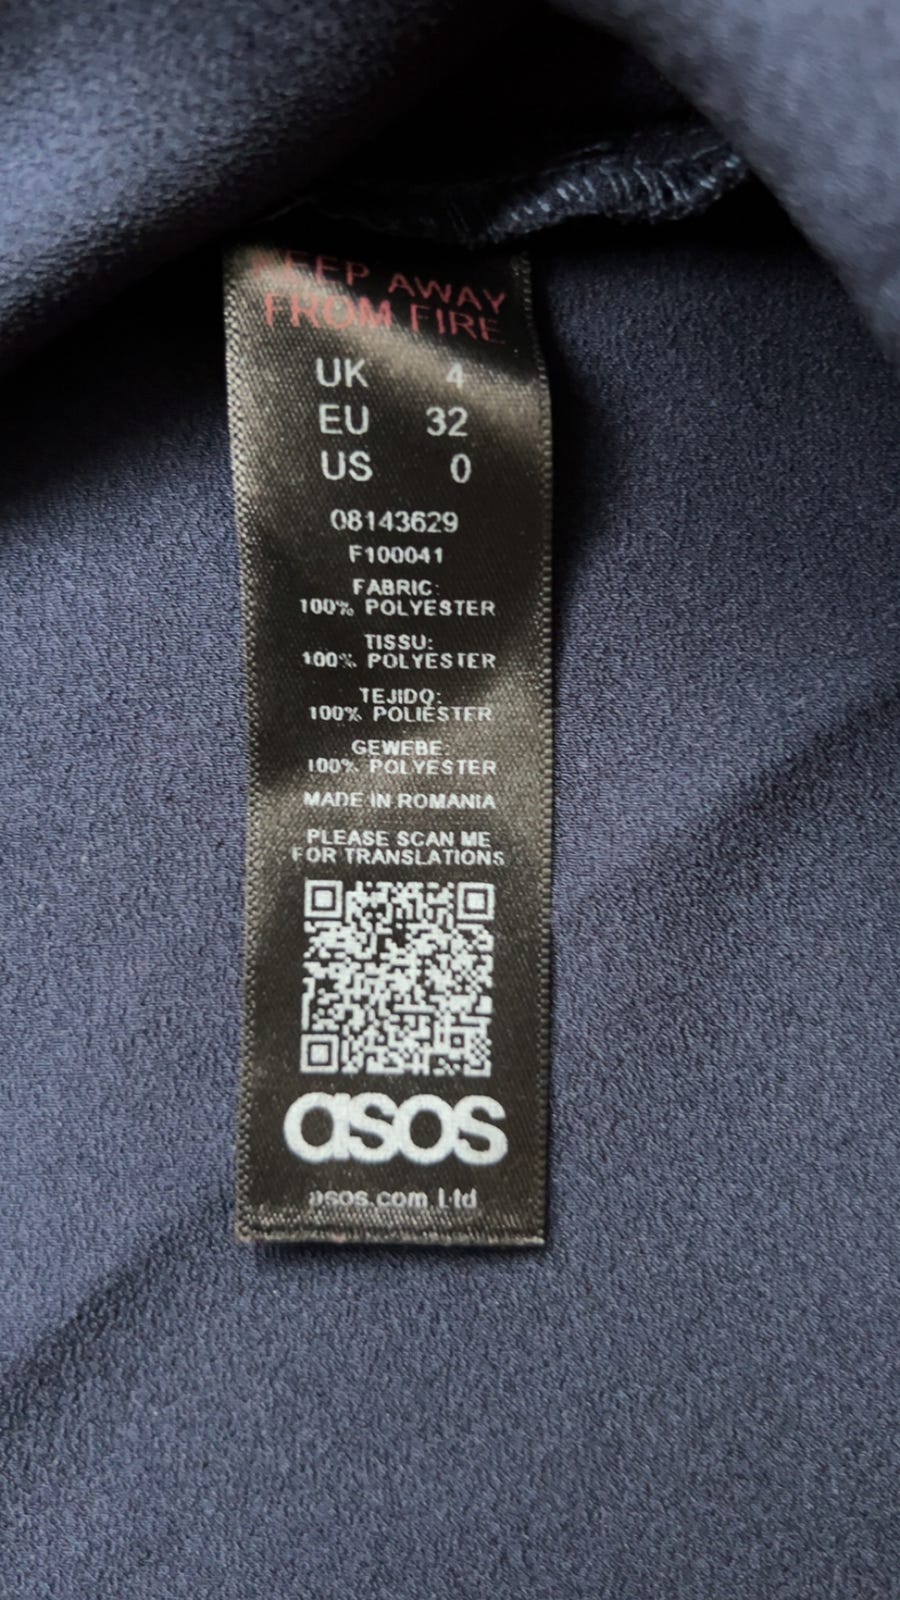 KEEP AWAY
FROM FIRE
UK 4
EU 32
US 0
08143629
F100041
FABRIC:
100% POLYESTER
TISSU:
100% POLYESTER
TEJIDO:
100% POLIÉSTER
GEWEBE:
100% POLYESTER
MADE IN ROMANIA
PLEASE SCAN ME
FOR TRANSLATIONS
asos
asos.com Ltd